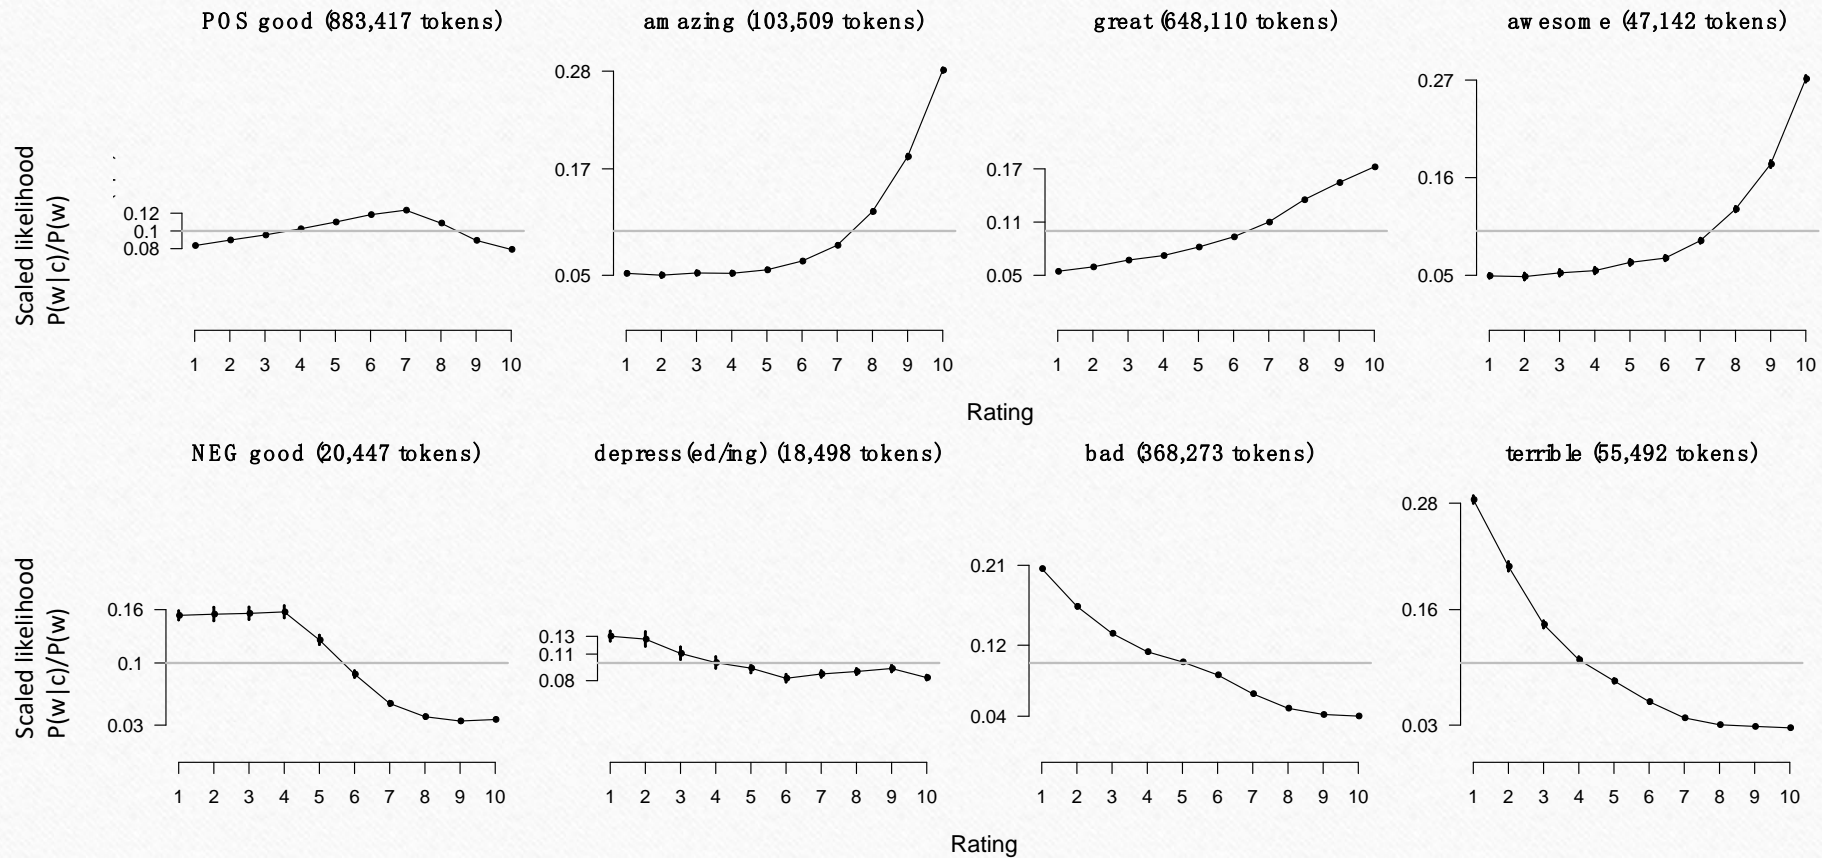 POS good (883,417 tokens)
amazing (103,509 tokens)
great (648,110 tokens)
awesome (47,142 tokens)
Scaled likelihood
P(w|c)/P(w)
0.12
0.1
0.08
1 2 3 4 5 6 7 8 9 10
0.28
0.17
0.05
1 2 3 4 5 6 7 8 9 10
0.17
0.11
0.05
1 2 3 4 5 6 7 8 9 10
0.27
0.16
0.05
1 2 3 4 5 6 7 8 9 10
Rating
NEG good (20,447 tokens)
depress(ed/ing) (18,498 tokens)
bad (368,273 tokens)
terrible (55,492 tokens)
Scaled likelihood
P(w|c)/P(w)
0.16
0.1
0.03
1 2 3 4 5 6 7 8 9 10
0.13
0.11
0.08
1 2 3 4 5 6 7 8 9 10
0.21
0.12
0.04
1 2 3 4 5 6 7 8 9 10
0.28
0.16
0.03
1 2 3 4 5 6 7 8 9 10
Rating